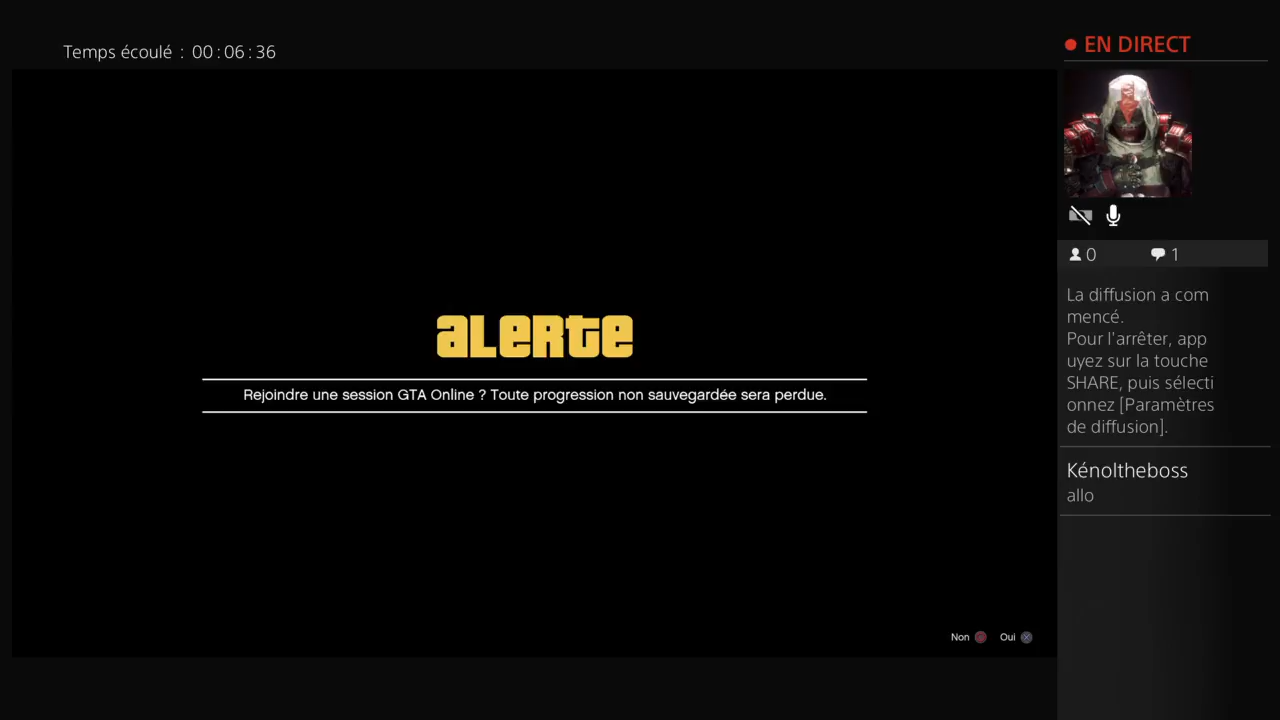 Temps écoulé : 00:06:36
EN DIRECT
0 1
aLerte
Rejoindre une session GTA Online ? Toute progression non sauvegardée sera perdue.
Non Oui
La diffusion a com
mencé.
Pour l'arrêter, app
uyez sur la touche
SHARE, puis sélecti
onnez [Paramètres
de diffusion].
Kénoltheboss
allo